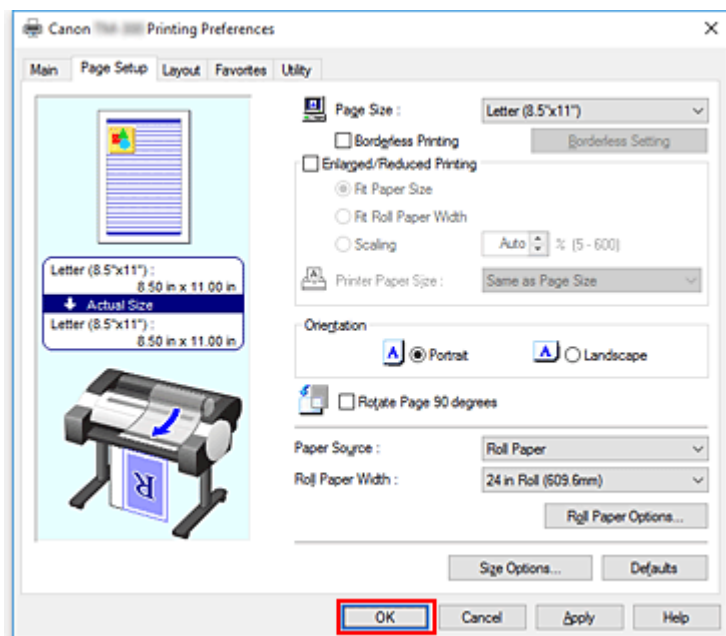 Canon Printing Preferences
Main Page Setup Layout Favorites Utility
Page Size : Letter (8.5"x11")
Borderless Printing Borderless Setting
Enlarged/Reduced Printing
Fit Paper Size
Fit Roll Paper Width
Scaling Auto % (5 - 600)
Printer Paper Size : Same as Page Size
Letter (8.5"x11") :
8.50 in x 11.00 in
Actual Size
Letter (8.5"x11") :
8.50 in x 11.00 in
Orientation
A Portrait A Landscape
Rotate Page 90 degrees
R
Paper Source : Roll Paper
Roll Paper Width : 24 in Roll (609.6mm)
Roll Paper Options...
Size Options... Defaults
OK Cancel Apply Help